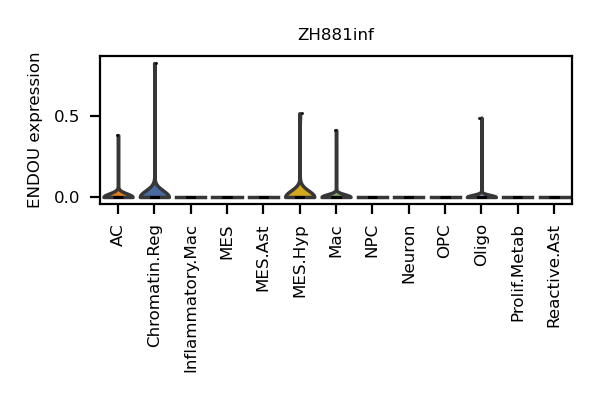 ZH881inf
ENDOU expression
0.5
0.0
AC
Chromatin.Reg
Inflammatory.Mac
MES
MES.Ast
MES.Hyp
Mac
NPC
Neuron
OPC
Oligo
Prolif.Metab
Reactive.Ast